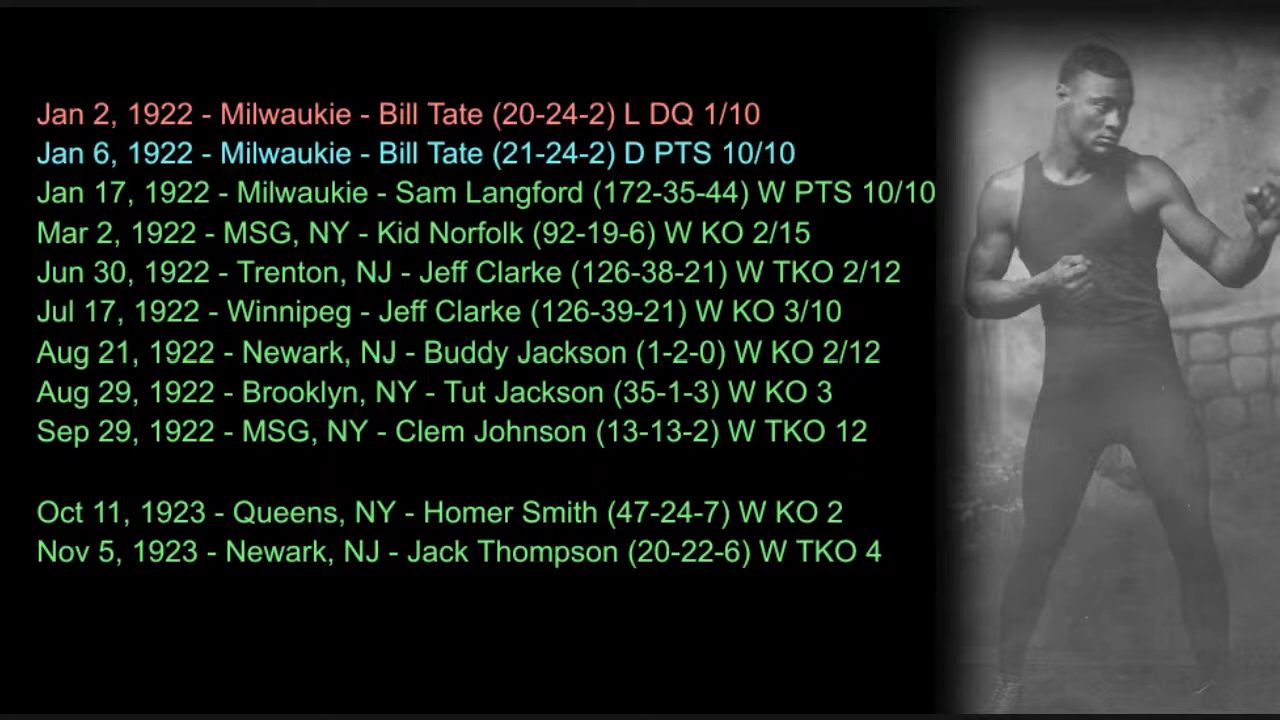 Jan 2, 1922 - Milwaukie - Bill Tate (20-24-2) L DQ 1/10
Jan 6, 1922 - Milwaukie - Bill Tate (21-24-2) D PTS 10/10
Jan 17, 1922 - Milwaukie - Sam Langford (172-35-44) W PTS 10/10
Mar 2, 1922 - MSG, NY - Kid Norfolk (92-19-6) W KO 2/15
Jun 30, 1922 - Trenton, NJ - Jeff Clarke (126-38-21) W TKO 2/12
Jul 17, 1922 - Winnipeg - Jeff Clarke (126-39-21) W KO 3/10
Aug 21, 1922 - Newark, NJ - Buddy Jackson (1-2-0) W KO 2/12
Aug 29, 1922 - Brooklyn, NY - Tut Jackson (35-1-3) W KO 3
Sep 29, 1922 - MSG, NY - Clem Johnson (13-13-2) W TKO 12
Oct 11, 1923 - Queens, NY - Homer Smith (47-24-7) W KO 2
Nov 5, 1923 - Newark, NJ - Jack Thompson (20-22-6) W TKO 4